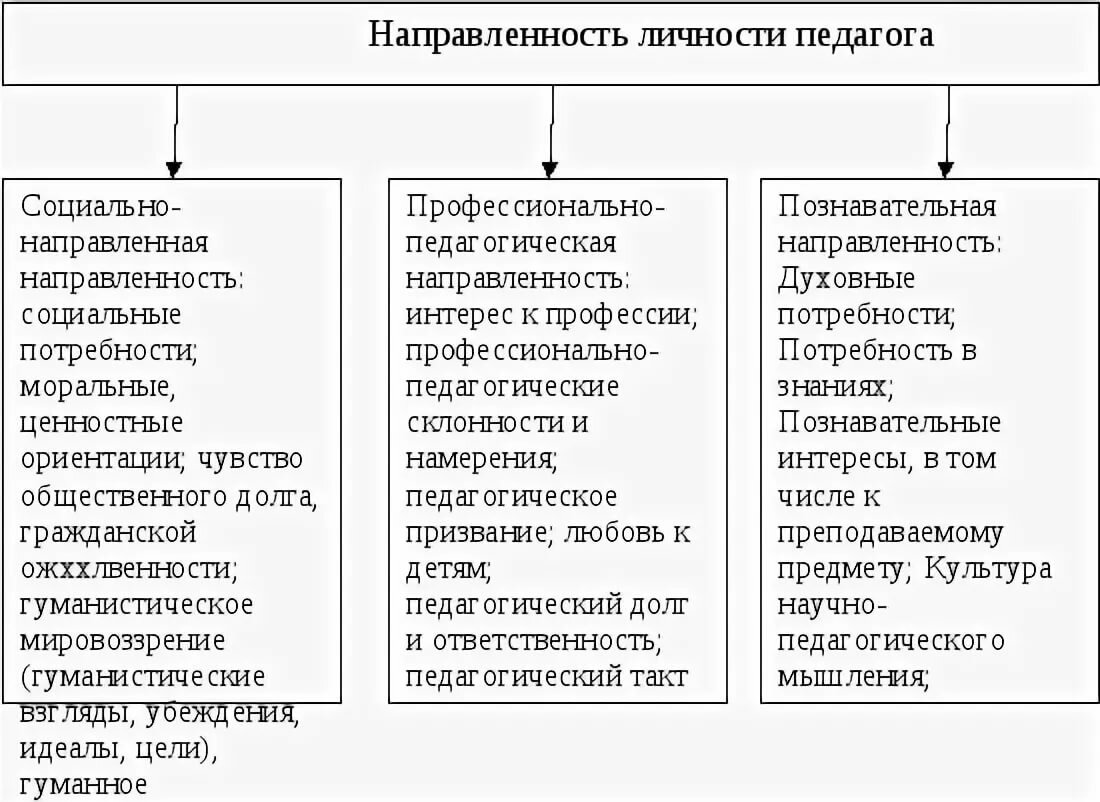 Направленность личности педагога
Социально-
направленная
направленность:
социальные
потребности;
моральные,
ценностные
ориентации; чувство
общественного долга,
гражданской
ожххлвенности;
гуманистическое
мировоззрение
(гуманистические
взгляды, убеждения,
идеалы, цели),
гуманное
Профессионально-
педагогическая
направленность:
интерес к профессии;
профессионально-
педагогические
склонности и
намерения;
педагогическое
призвание; любовь к
детям;
педагогический долг
и ответственность;
педагогический такт
Познавательная
направленность:
Духовные
потребности;
Потребность в
знаниях;
Познавательные
интересы, в том
числе к
преподаваемому
предмету; Культура
научно-
педагогического
мышления;